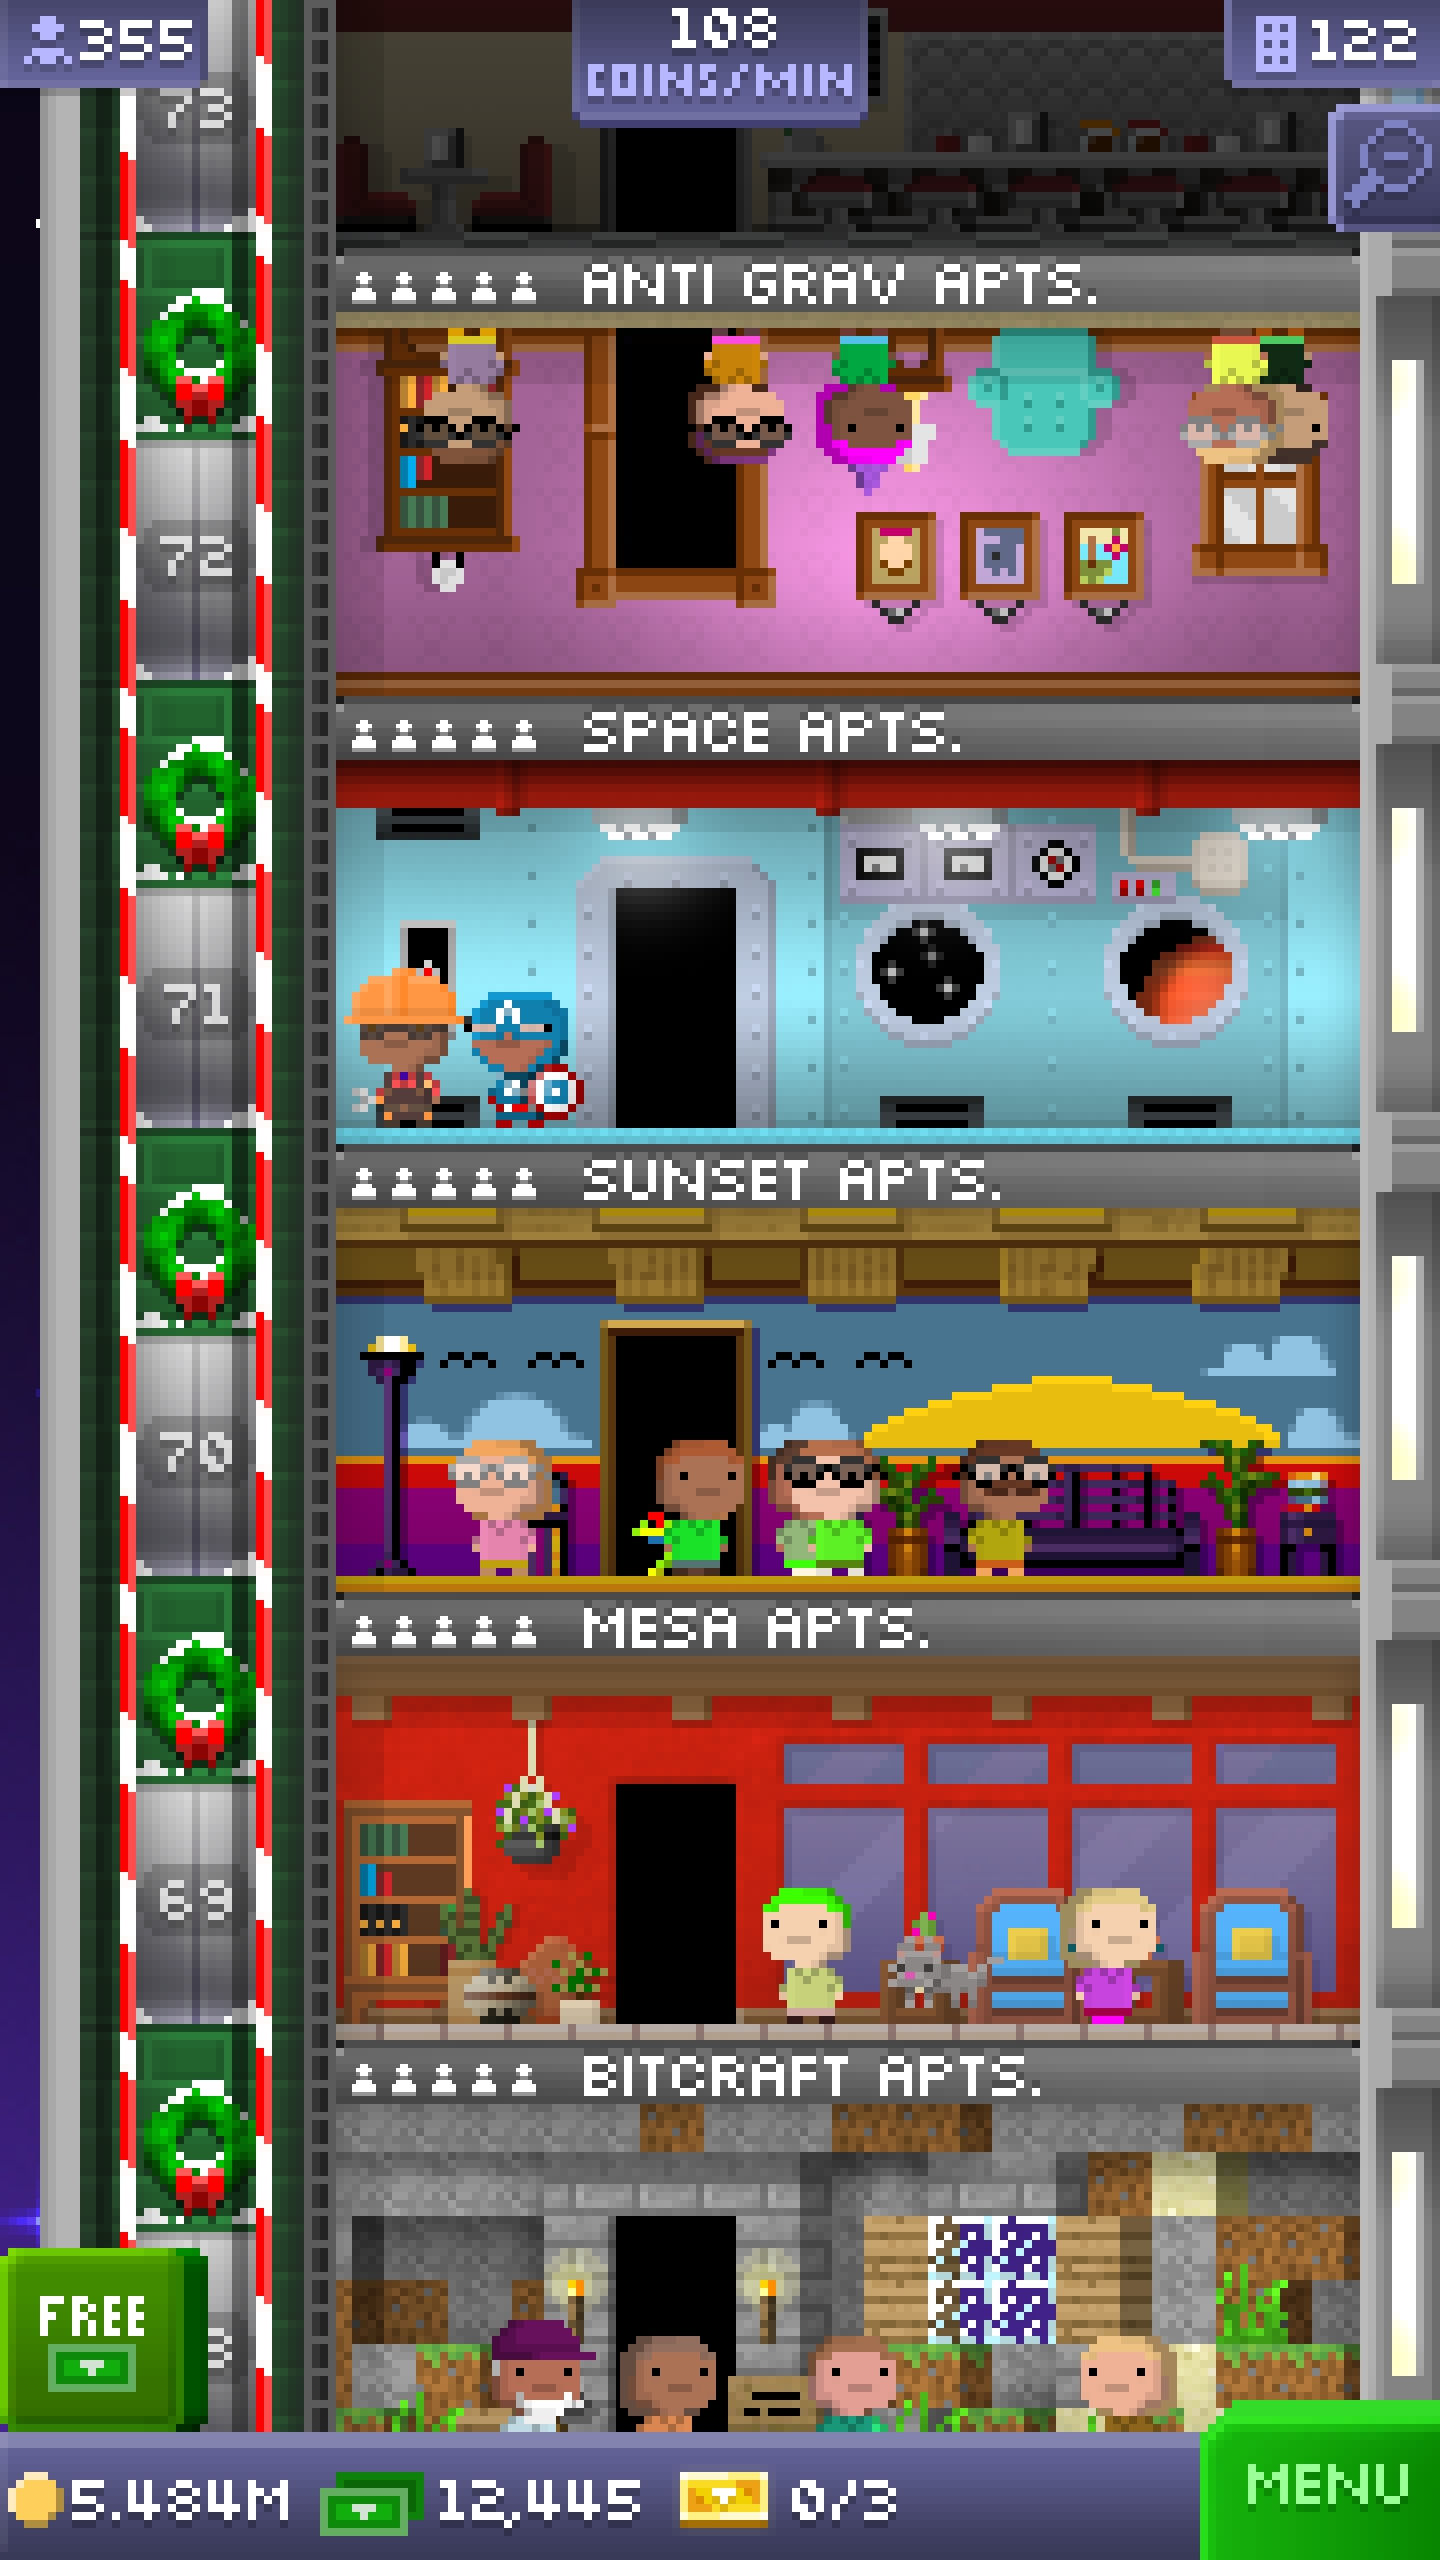 355
108
COINS/MIN
122
73
ANTI GRAV APTS.
72
SPACE APTS.
71
SUNSET APTS.
70
MESA APTS.
69
BITCRAFT APTS.
FREE
5.484M
12,445
0/3
MENU